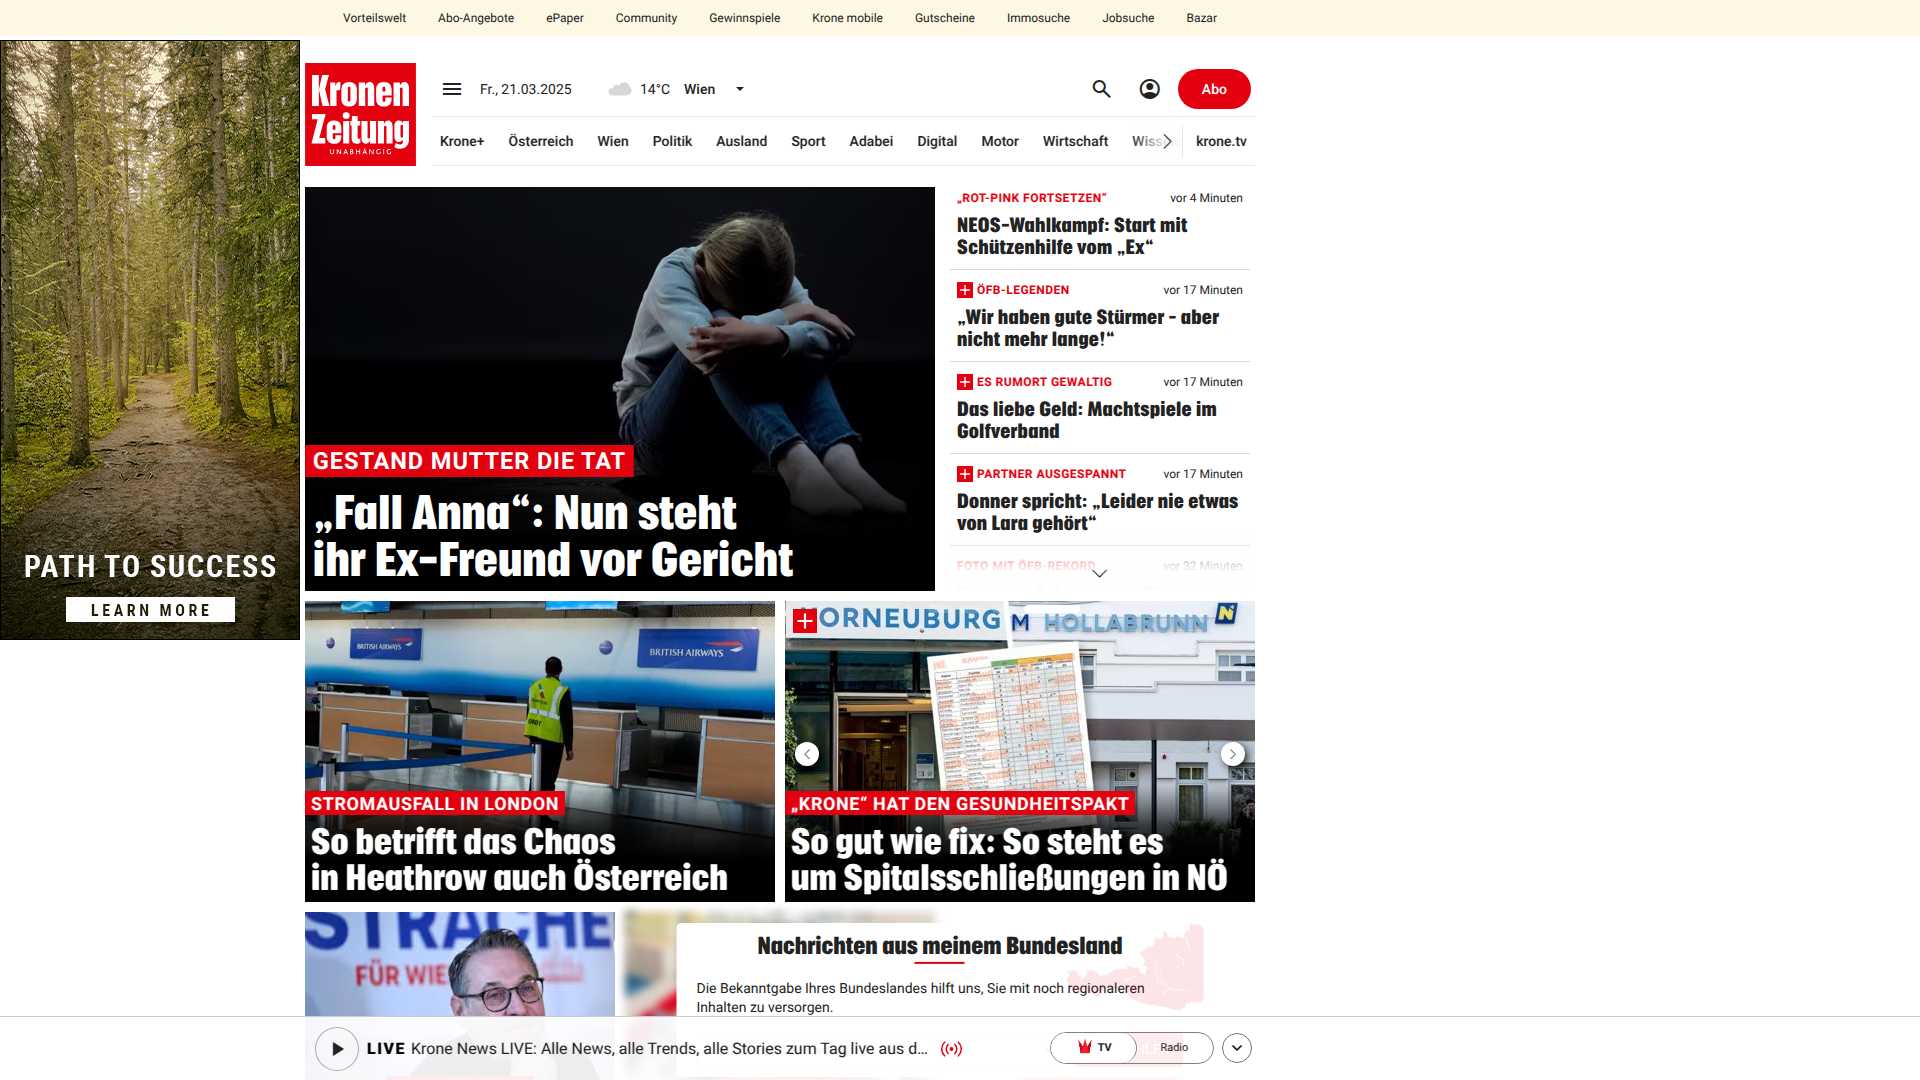 Vorteilswelt Abo-Angebote ePaper Community Gewinnspiele Krone mobile Gutscheine Immosuche Jobsuche Bazar
Kronen
Zeitung
UNABHÄNGIG
Fr., 21.03.2025 14°C Wien
Abo
Krone+ Österreich Wien Politik Ausland Sport Adabei Digital Motor Wirtschaft Wiss krone.tv
PATH TO SUCCESS
LEARN MORE
GESTAND MUTTER DIE TAT
„Fall Anna“: Nun steht
ihr Ex-Freund vor Gericht
„ROT-PINK FORTSETZEN“ vor 4 Minuten
NEOS-Wahlkampf: Start mit
Schützenhilfe vom „Ex“
ÖFB-LEGENDEN vor 17 Minuten
„Wir haben gute Stürmer – aber
nicht mehr lange!“
ES RUMORT GEWALTIG vor 17 Minuten
Das liebe Geld: Machtspiele im
Golfverband
PARTNER AUSGESPANNT vor 17 Minuten
Donner spricht: „Leider nie etwas
von Lara gehört“
FOTO MIT ÖFB-REKORD vor 32 Minuten
BRITISH AIRWAYS
BRITISH AIRWAYS
STROMAUSFALL IN LONDON
So betrifft das Chaos
in Heathrow auch Österreich
ORNEUBURG
M HOLLABRUNN
„KRONE“ HAT DEN GESUNDHEITSPAKT
So gut wie fix: So steht es
um Spitalsschließungen in NÖ
STRACHE
FÜR WIE
Nachrichten aus meinem Bundesland
Die Bekanntgabe Ihres Bundeslandes hilft uns, Sie mit noch regionaleren
Inhalten zu versorgen.
LIVE Krone News LIVE: Alle News, alle Trends, alle Stories zum Tag live aus d...
TV Radio